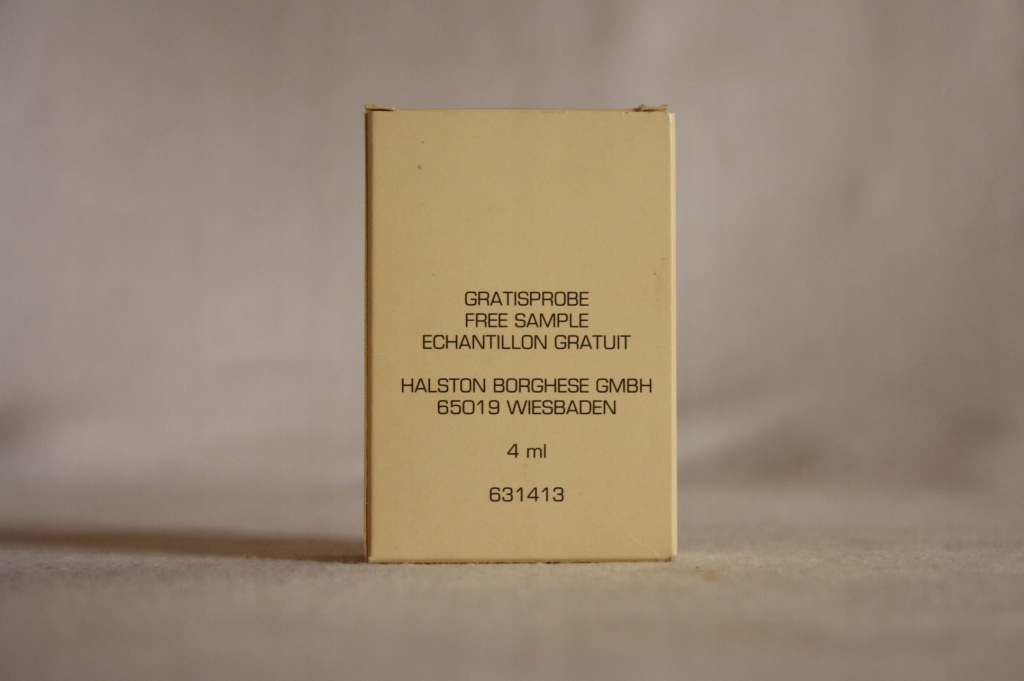 GRATISPROBE
FREE SAMPLE
ECHANTILLON GRATUIT
HALSTON BORGHESE GMBH
65019 WIESBADEN
4 ml
631413